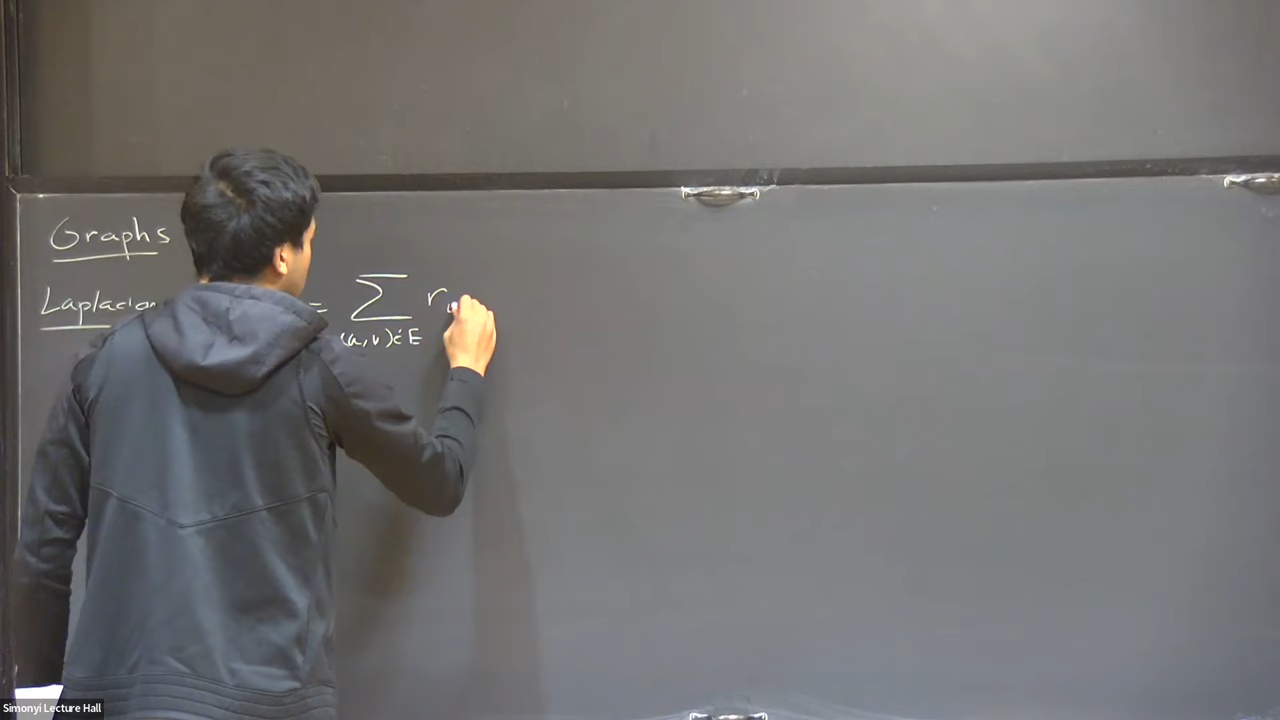 Graphs
Laplacian = ∑ r
(u,v)∈E
Simonyi Lecture Hall